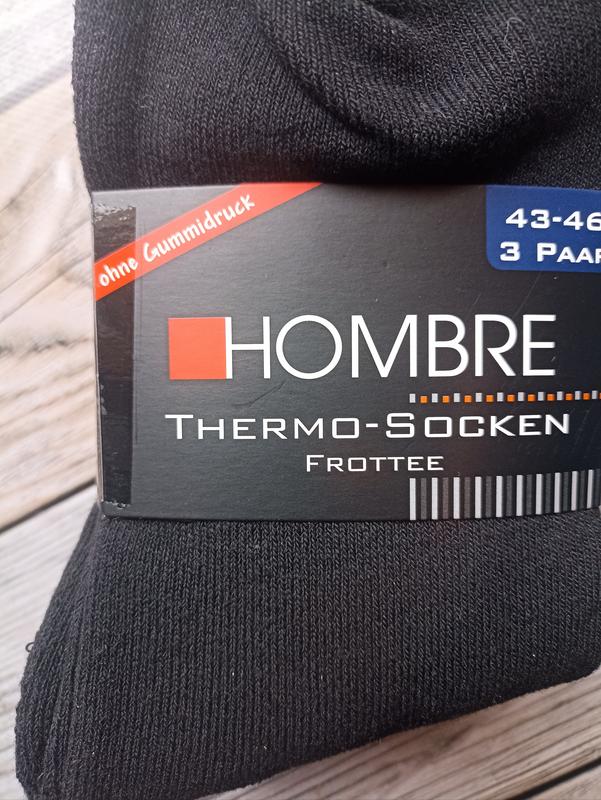 ohne Gummidruck
43-46
3 PAAR
HOMBRE
THERMO-SOCKEN
FROTTEE